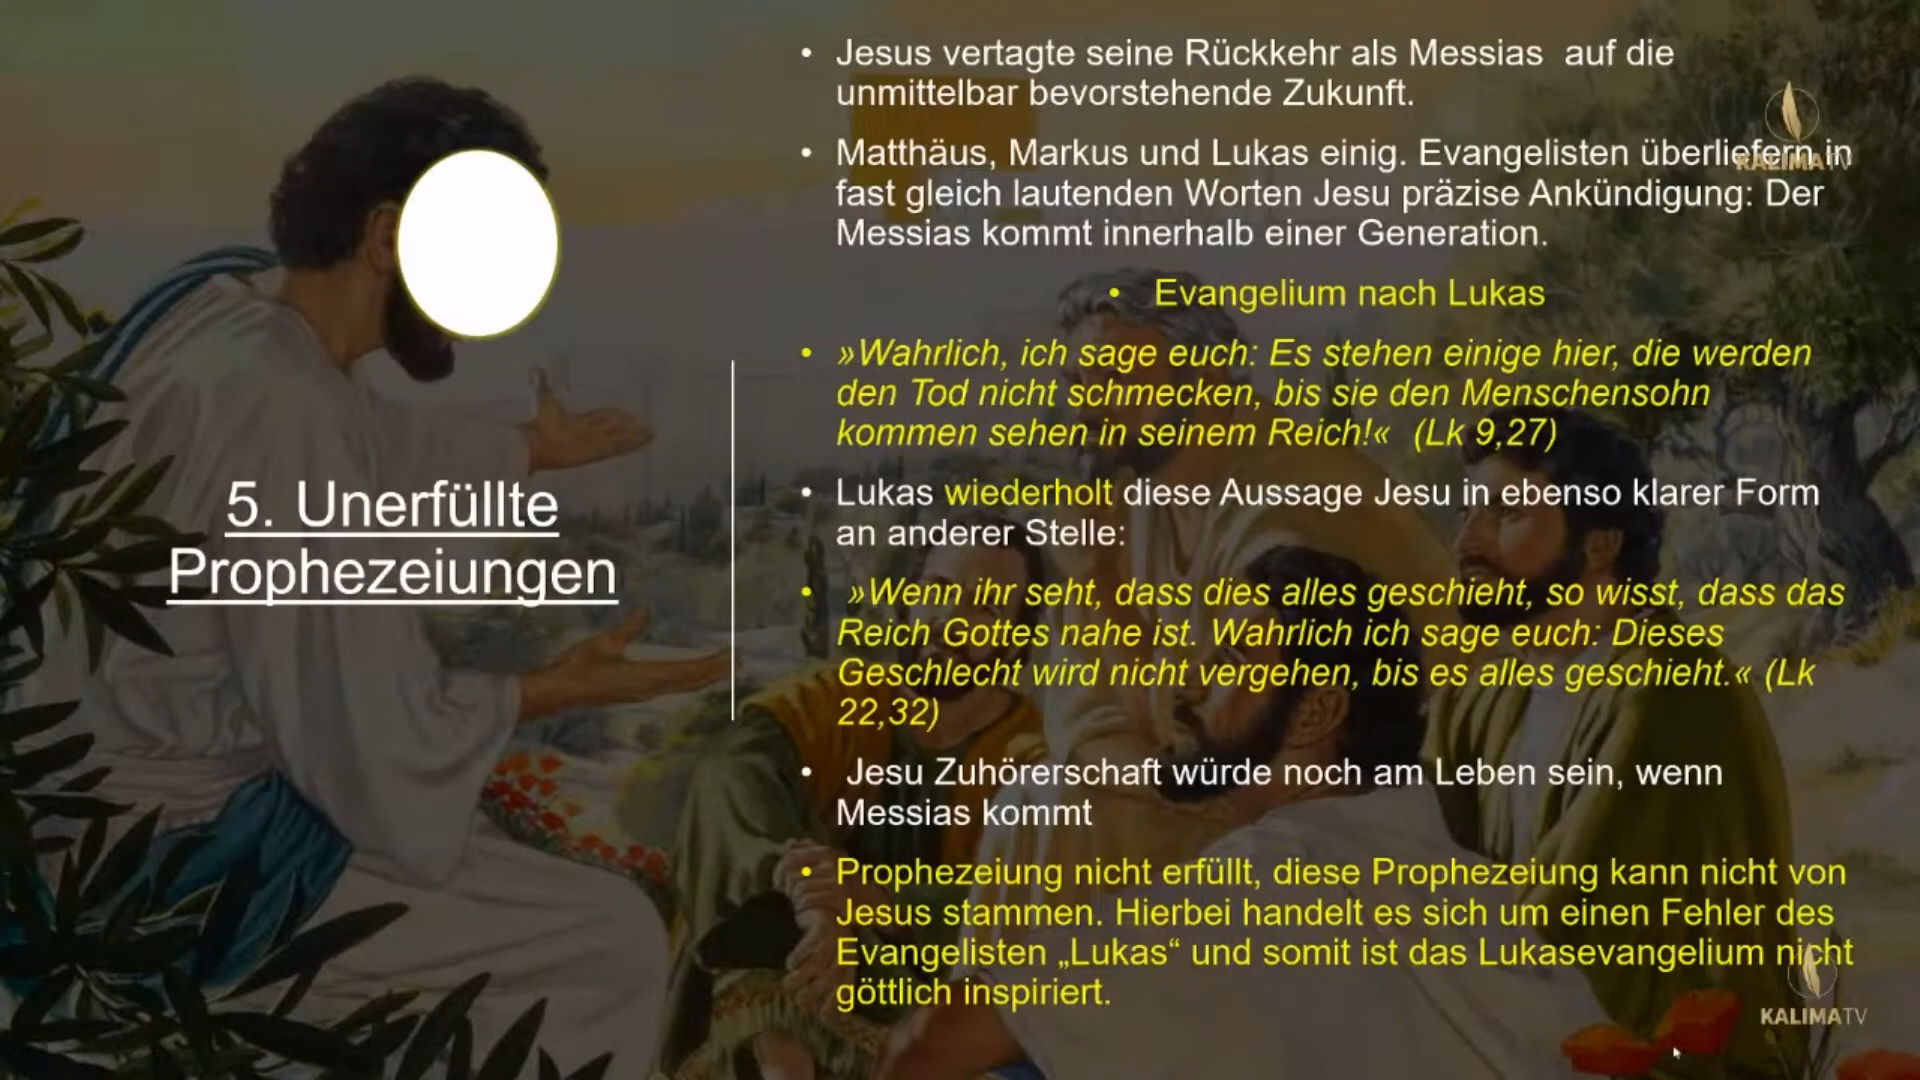 5. Unerfüllte
Prophezeiungen
• Jesus vertagte seine Rückkehr als Messias auf die
unmittelbar bevorstehende Zukunft.
• Matthäus, Markus und Lukas einig. Evangelisten überliefern in
fast gleich lautenden Worten Jesu präzise Ankündigung: Der
Messias kommt innerhalb einer Generation.
• Evangelium nach Lukas
• »Wahrlich, ich sage euch: Es stehen einige hier, die werden
den Tod nicht schmecken, bis sie den Menschensohn
kommen sehen in seinem Reich!« (Lk 9,27)
• Lukas wiederholt diese Aussage Jesu in ebenso klarer Form
an anderer Stelle:
• »Wenn ihr seht, dass dies alles geschieht, so wisst, dass das
Reich Gottes nahe ist. Wahrlich ich sage euch: Dieses
Geschlecht wird nicht vergehen, bis es alles geschieht.« (Lk
22,32)
• Jesu Zuhörerschaft würde noch am Leben sein, wenn
Messias kommt
• Prophezeiung nicht erfüllt, diese Prophezeiung kann nicht von
Jesus stammen. Hierbei handelt es sich um einen Fehler des
Evangelisten „Lukas“ und somit ist das Lukasevangelium nicht
göttlich inspiriert.
KALIMATV
KALIMATV